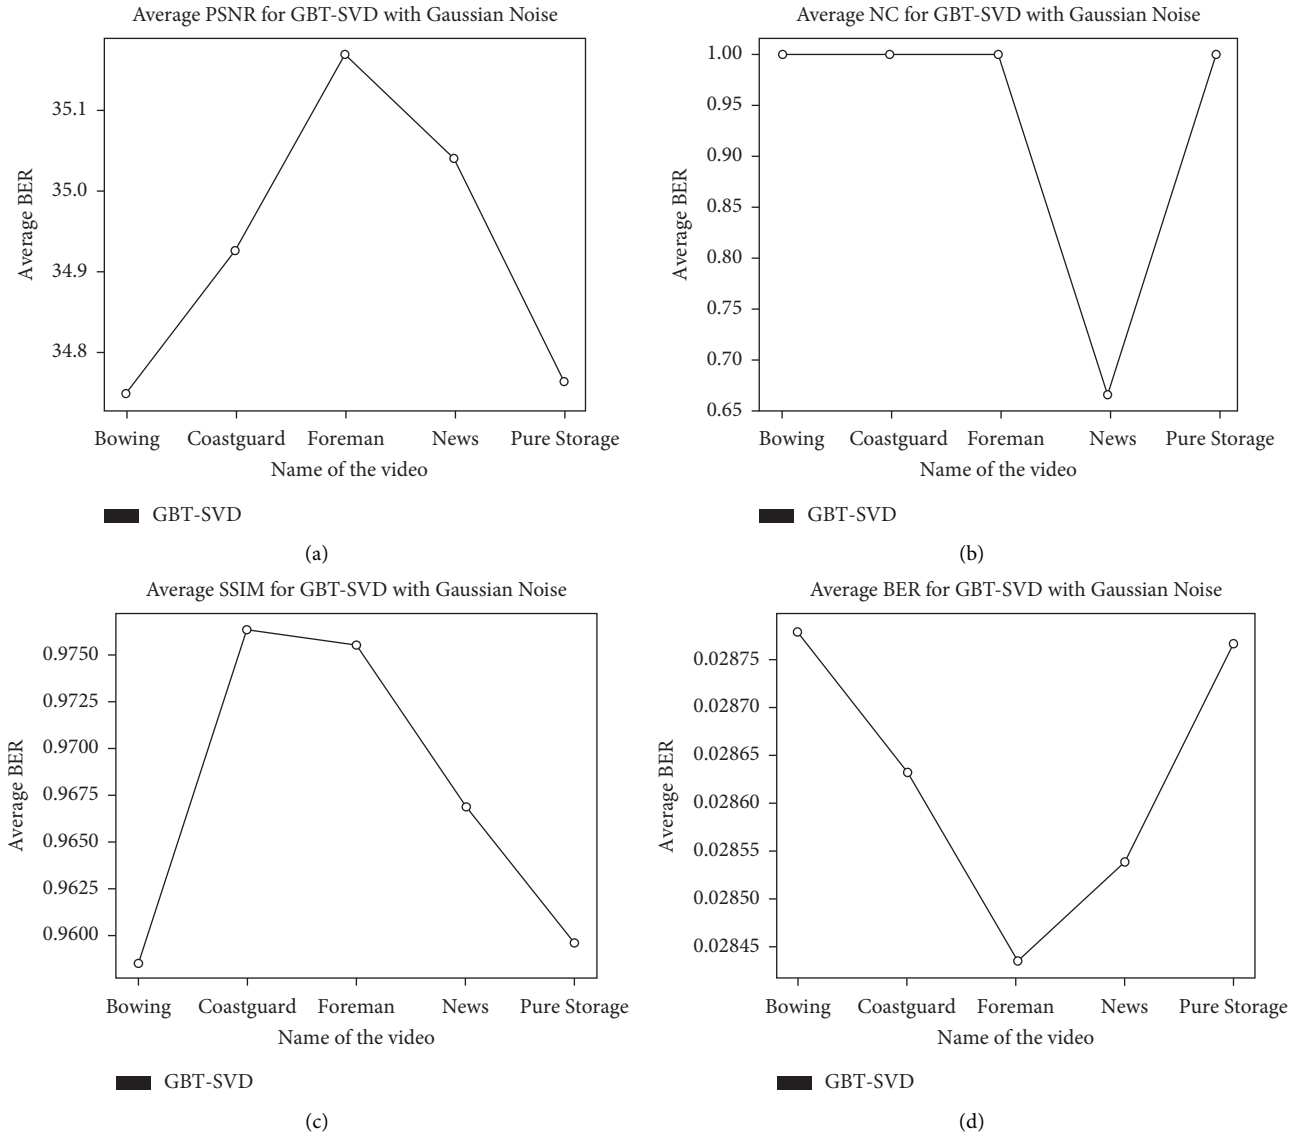 Average PSNR for GBT-SVD with Gaussian Noise
Average BER
35.1
35.0
34.9
34.8
Bowing Coastguard Foreman News Pure Storage
Name of the video
GBT-SVD
(a)
Average NC for GBT-SVD with Gaussian Noise
Average BER
1.00
0.95
0.90
0.85
0.80
0.75
0.70
0.65
Bowing Coastguard Foreman News Pure Storage
Name of the video
GBT-SVD
(b)
Average SSIM for GBT-SVD with Gaussian Noise
Average BER
0.9750
0.9725
0.9700
0.9675
0.9650
0.9625
0.9600
Bowing Coastguard Foreman News Pure Storage
Name of the video
GBT-SVD
(c)
Average BER for GBT-SVD with Gaussian Noise
Average BER
0.02875
0.02870
0.02865
0.02860
0.02855
0.02850
0.02845
Bowing Coastguard Foreman News Pure Storage
Name of the video
GBT-SVD
(d)